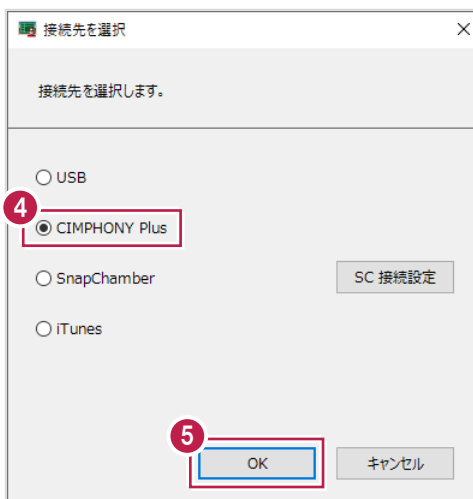 接続先を選択
接続先を選択します。
USB
4
CIMPHONY Plus
SnapChamber
SC 接続設定
iTunes
5
OK
キャンセル